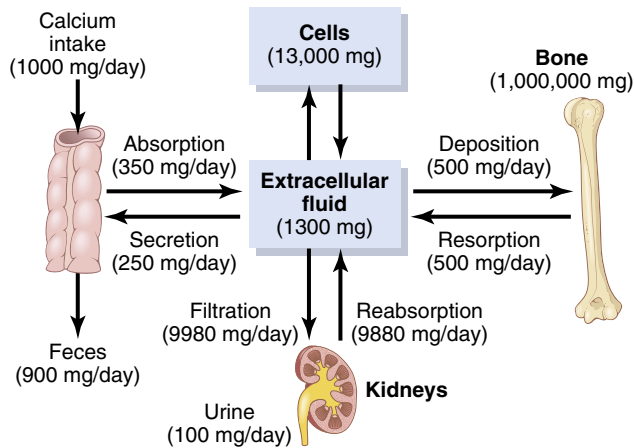 Calcium
intake
(1000 mg/day)
Cells
(13,000 mg)
Bone
(1,000,000 mg)
Absorption
(350 mg/day)
Deposition
(500 mg/day)
Extracellular
fluid
(1300 mg)
Secretion
(250 mg/day)
Resorption
(500 mg/day)
Filtration
(9980 mg/day)
Reabsorption
(9880 mg/day)
Feces
(900 mg/day)
Kidneys
Urine
(100 mg/day)